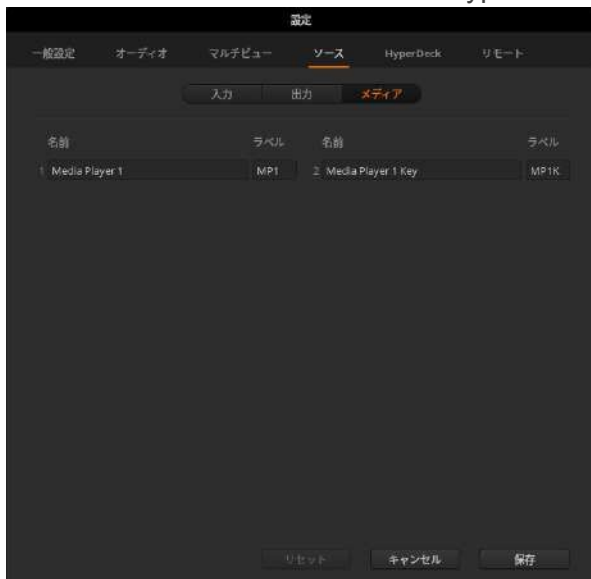 設定
一般設定 オーディオ マルチビュー ソース HyperDeck リモート
入力 出力 メディア
名前 ラベル 名前 ラベル
1 Media Player 1 MP1 2 Media Player 1 Key MP1K
リセット キャンセル 保存